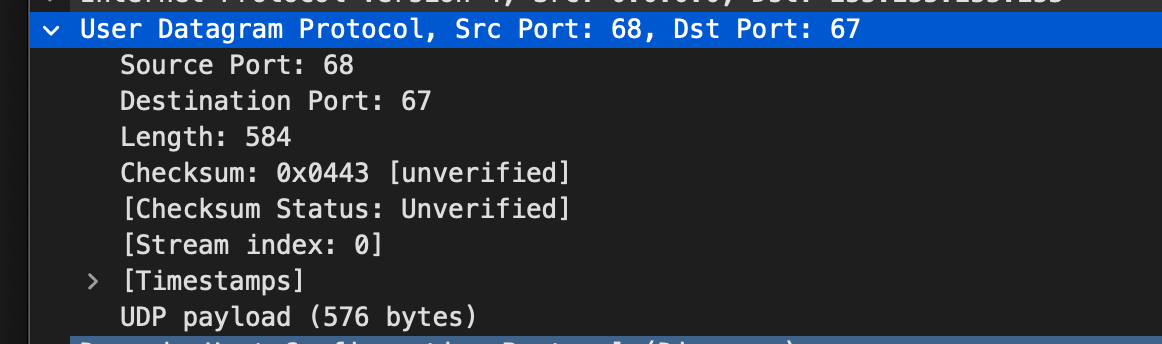 User Datagram Protocol, Src Port: 68, Dst Port: 67
Source Port: 68
Destination Port: 67
Length: 584
Checksum: 0x0443 [unverified]
[Checksum Status: Unverified]
[Stream index: 0]
[Timestamps]
UDP payload (576 bytes)